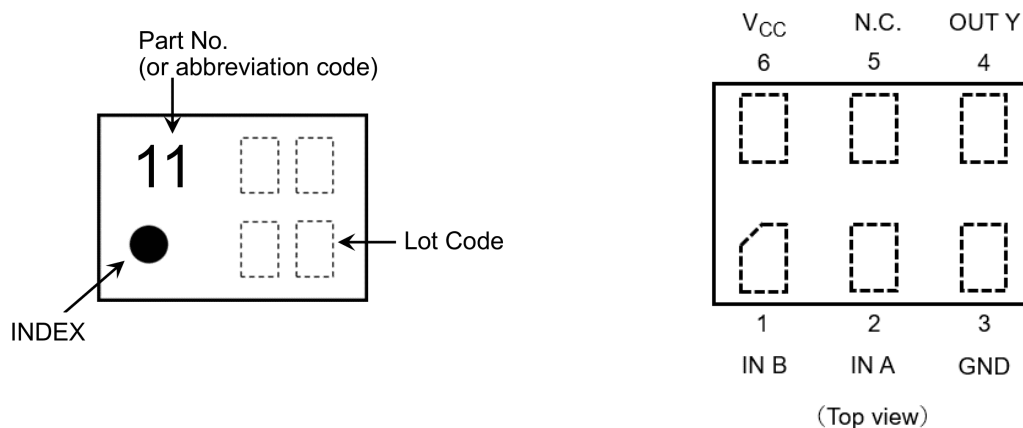 Part No.
(or abbreviation code)
11
Lot Code
INDEX
VCC N.C. OUT Y
6 5 4
1 2 3
IN B IN A GND
(Top view)